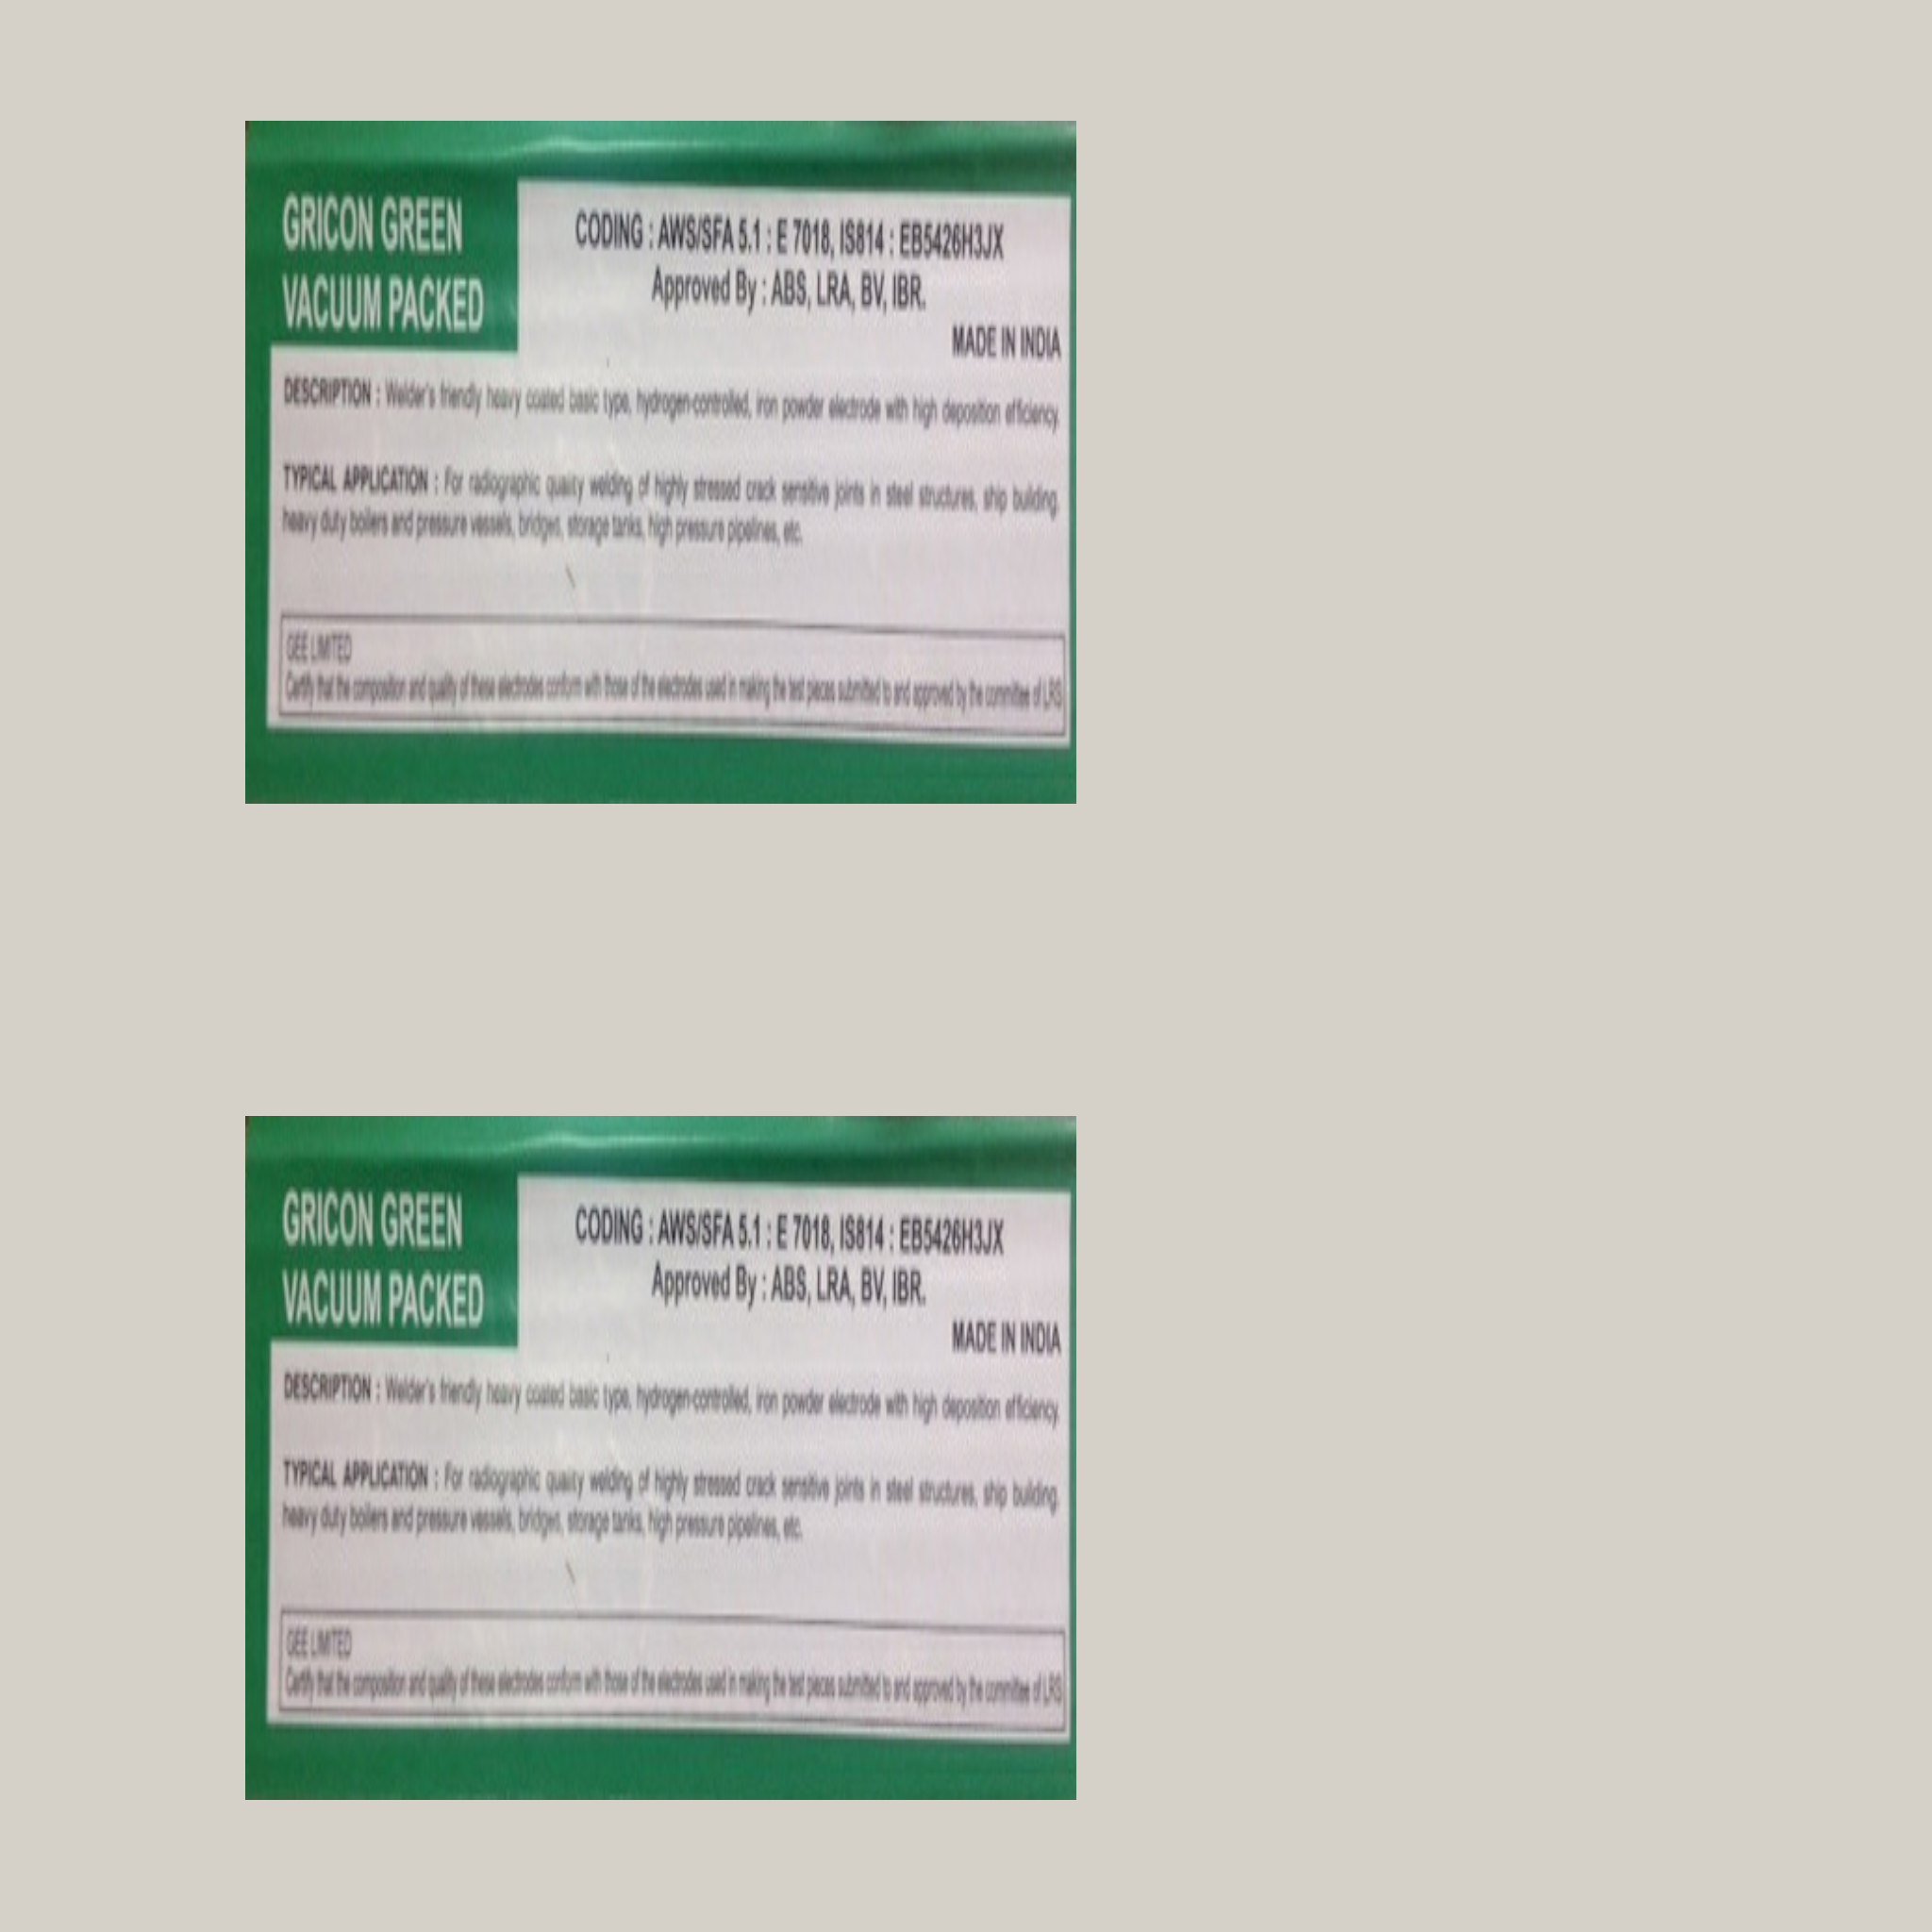 GRICON GREEN
VACUUM PACKED
CODING : AWS/SFA 5.1 : E 7018, IS814 : EB5426H3JX
Approved By : ABS, LRA, BV, IBR.
MADE IN INDIA
DESCRIPTION : Welder's friendly heavy coated basic type, hydrogen-controlled, iron powder electrode with high deposition efficiency.
TYPICAL APPLICATION : For radiographic quality welding of highly stressed crack sensitive joints in steel structures, ship building,
heavy duty boilers and pressure vessels, bridges, storage tanks, high pressure pipelines, etc.
GEE LIMITED
Certify that the composition and quality of these electrodes conform with those of the electrodes used in making the test pieces submitted to and approved by the committee of LRS
GRICON GREEN
VACUUM PACKED
CODING : AWS/SFA 5.1 : E 7018, IS814 : EB5426H3JX
Approved By : ABS, LRA, BV, IBR.
MADE IN INDIA
DESCRIPTION : Welder's friendly heavy coated basic type, hydrogen-controlled, iron powder electrode with high deposition efficiency.
TYPICAL APPLICATION : For radiographic quality welding of highly stressed crack sensitive joints in steel structures, ship building,
heavy duty boilers and pressure vessels, bridges, storage tanks, high pressure pipelines, etc.
GEE LIMITED
Certify that the composition and quality of these electrodes conform with those of the electrodes used in making the test pieces submitted to and approved by the committee of LRS